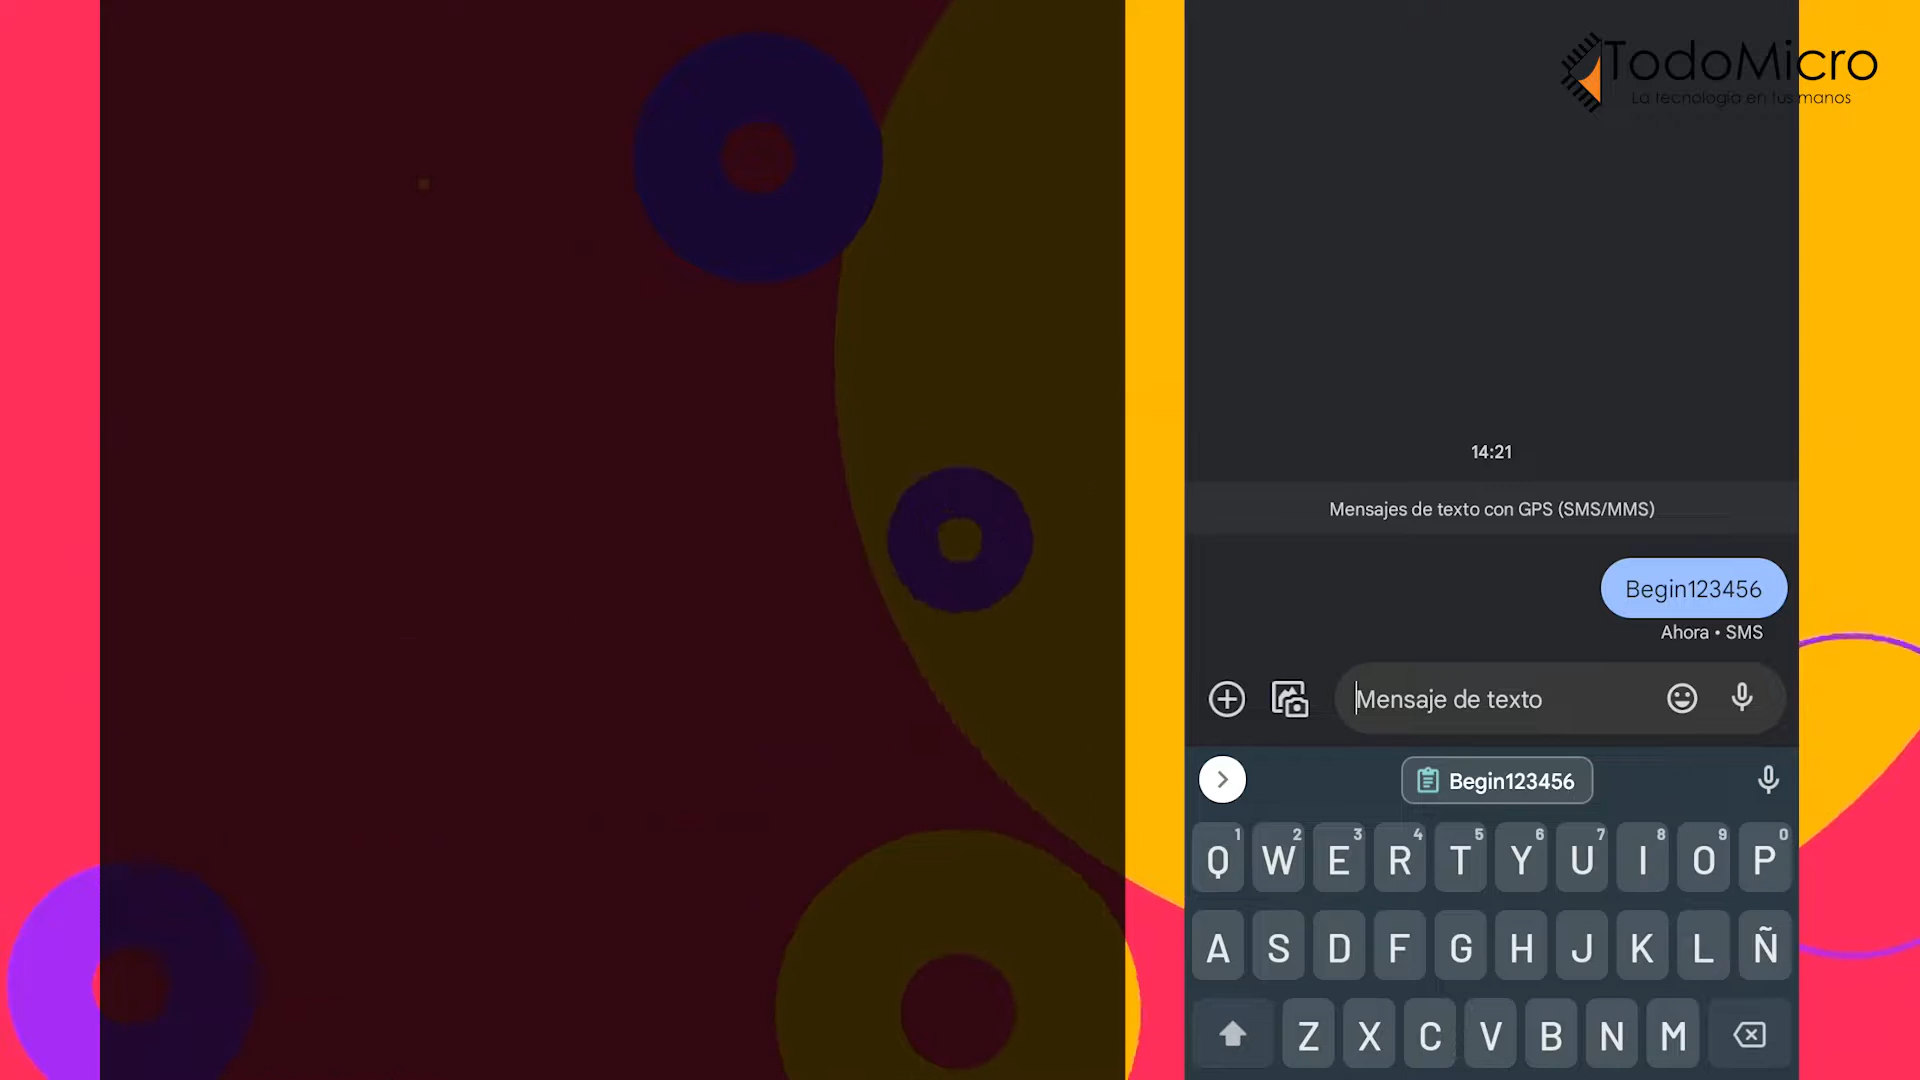 TodoMicro
La tecnología en tus manos
14:21
Mensajes de texto con GPS (SMS/MMS)
Begin123456
Ahora • SMS
Mensaje de texto
Begin123456
1 2 3 4 5 6 7 8 9 0
Q W E R T Y U I O P
A S D F G H J K L Ñ
Z X C V B N M